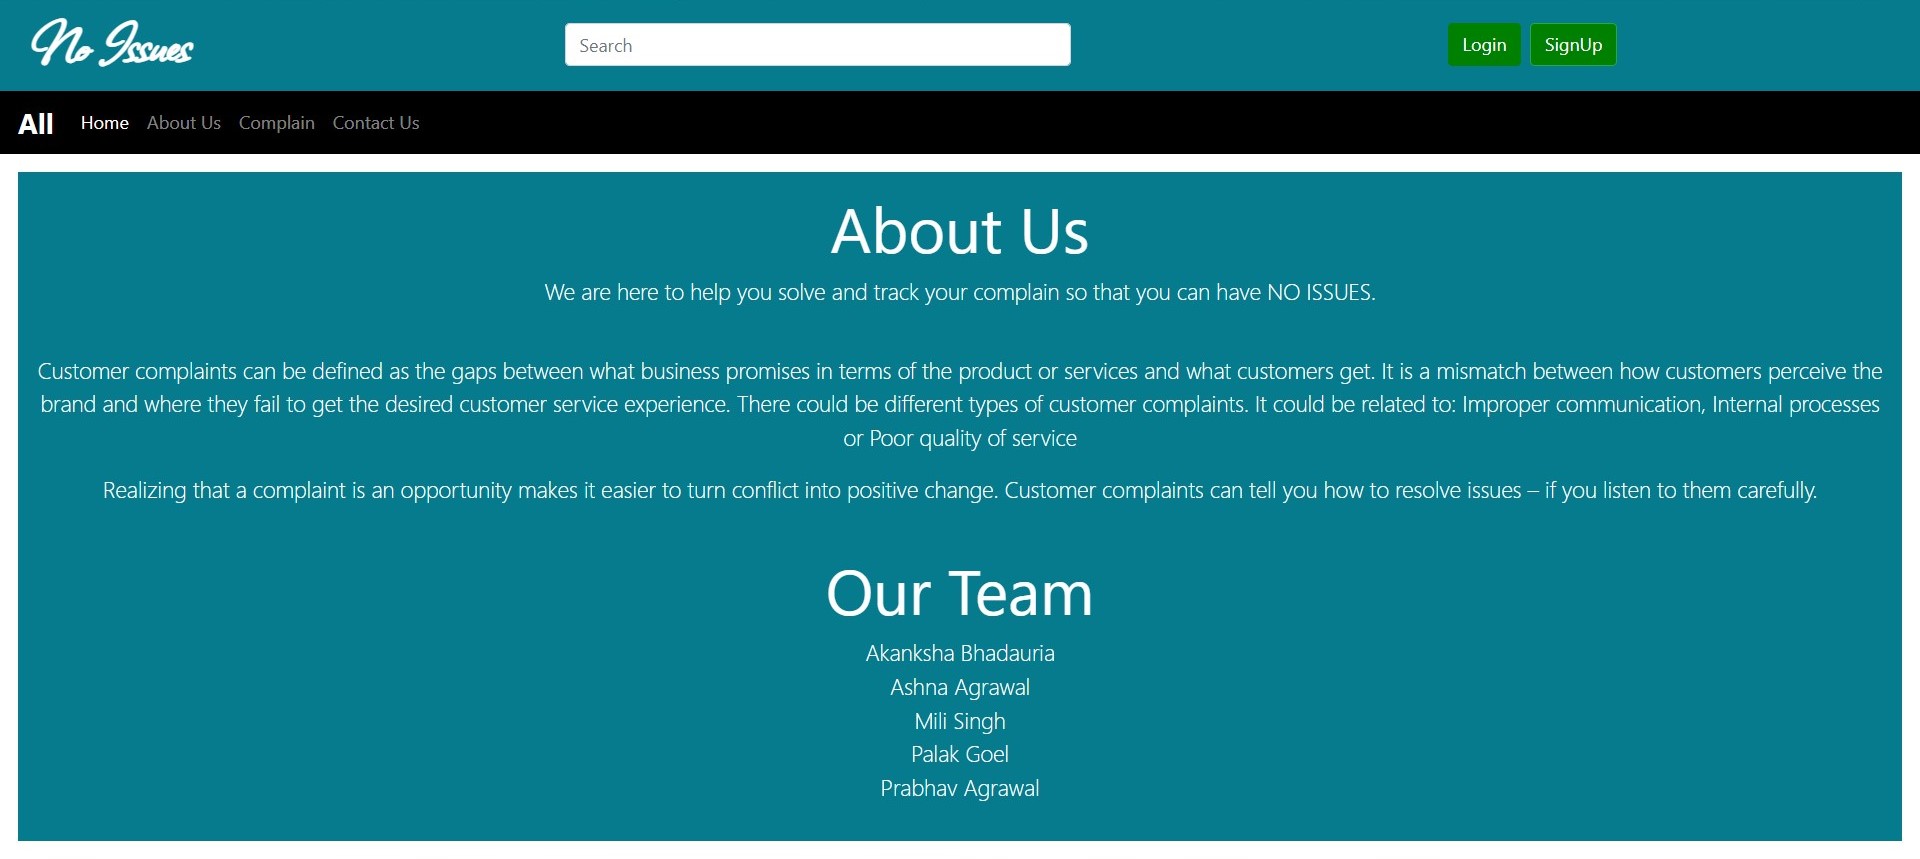 No Issues
Search
Login
SignUp
All
Home
About Us
Complain
Contact Us
About Us
We are here to help you solve and track your complain so that you can have NO ISSUES.
Customer complaints can be defined as the gaps between what business promises in terms of the product or services and what customers get. It is a mismatch between how customers perceive the
brand and where they fail to get the desired customer service experience. There could be different types of customer complaints. It could be related to: Improper communication, Internal processes
or Poor quality of service
Realizing that a complaint is an opportunity makes it easier to turn conflict into positive change. Customer complaints can tell you how to resolve issues – if you listen to them carefully.
Our Team
Akanksha Bhadauria
Ashna Agrawal
Mili Singh
Palak Goel
Prabhav Agrawal